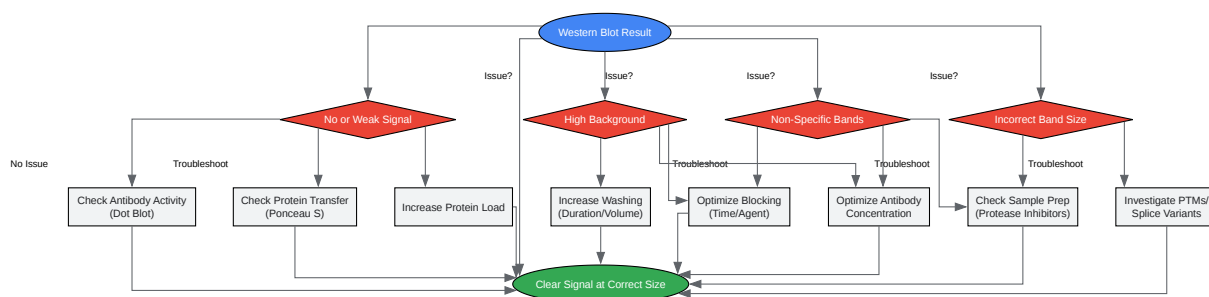 Western Blot Result
Issue?
Issue?
Issue?
Issue?
No or Weak Signal
High Background
Non-Specific Bands
Incorrect Band Size
No Issue
Troubleshoot
Troubleshoot
Troubleshoot
Troubleshoot
Check Antibody Activity
(Dot Blot)
Check Protein Transfer
(Ponceau S)
Increase Protein Load
Increase Washing
(Duration/Volume)
Optimize Blocking
(Time/Agent)
Optimize Antibody
Concentration
Check Sample Prep
(Protease Inhibitors)
Investigate PTMs/
Splice Variants
Clear Signal at Correct Size